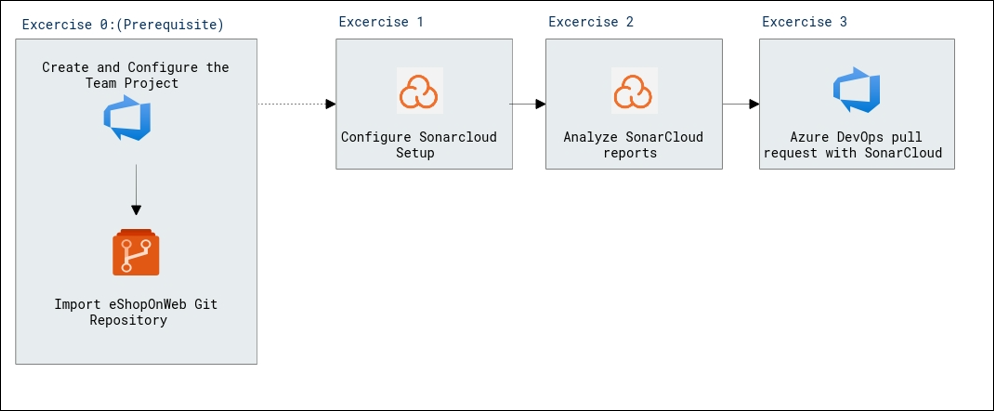 Excercise 0:(Prerequisite)
Create and Configure the
Team Project
Import eShopOnWeb Git
Repository
Excercise 1
Configure Sonarcloud
Setup
Excercise 2
Analyze SonarCloud
reports
Excercise 3
Azure DevOps pull
request with SonarCloud